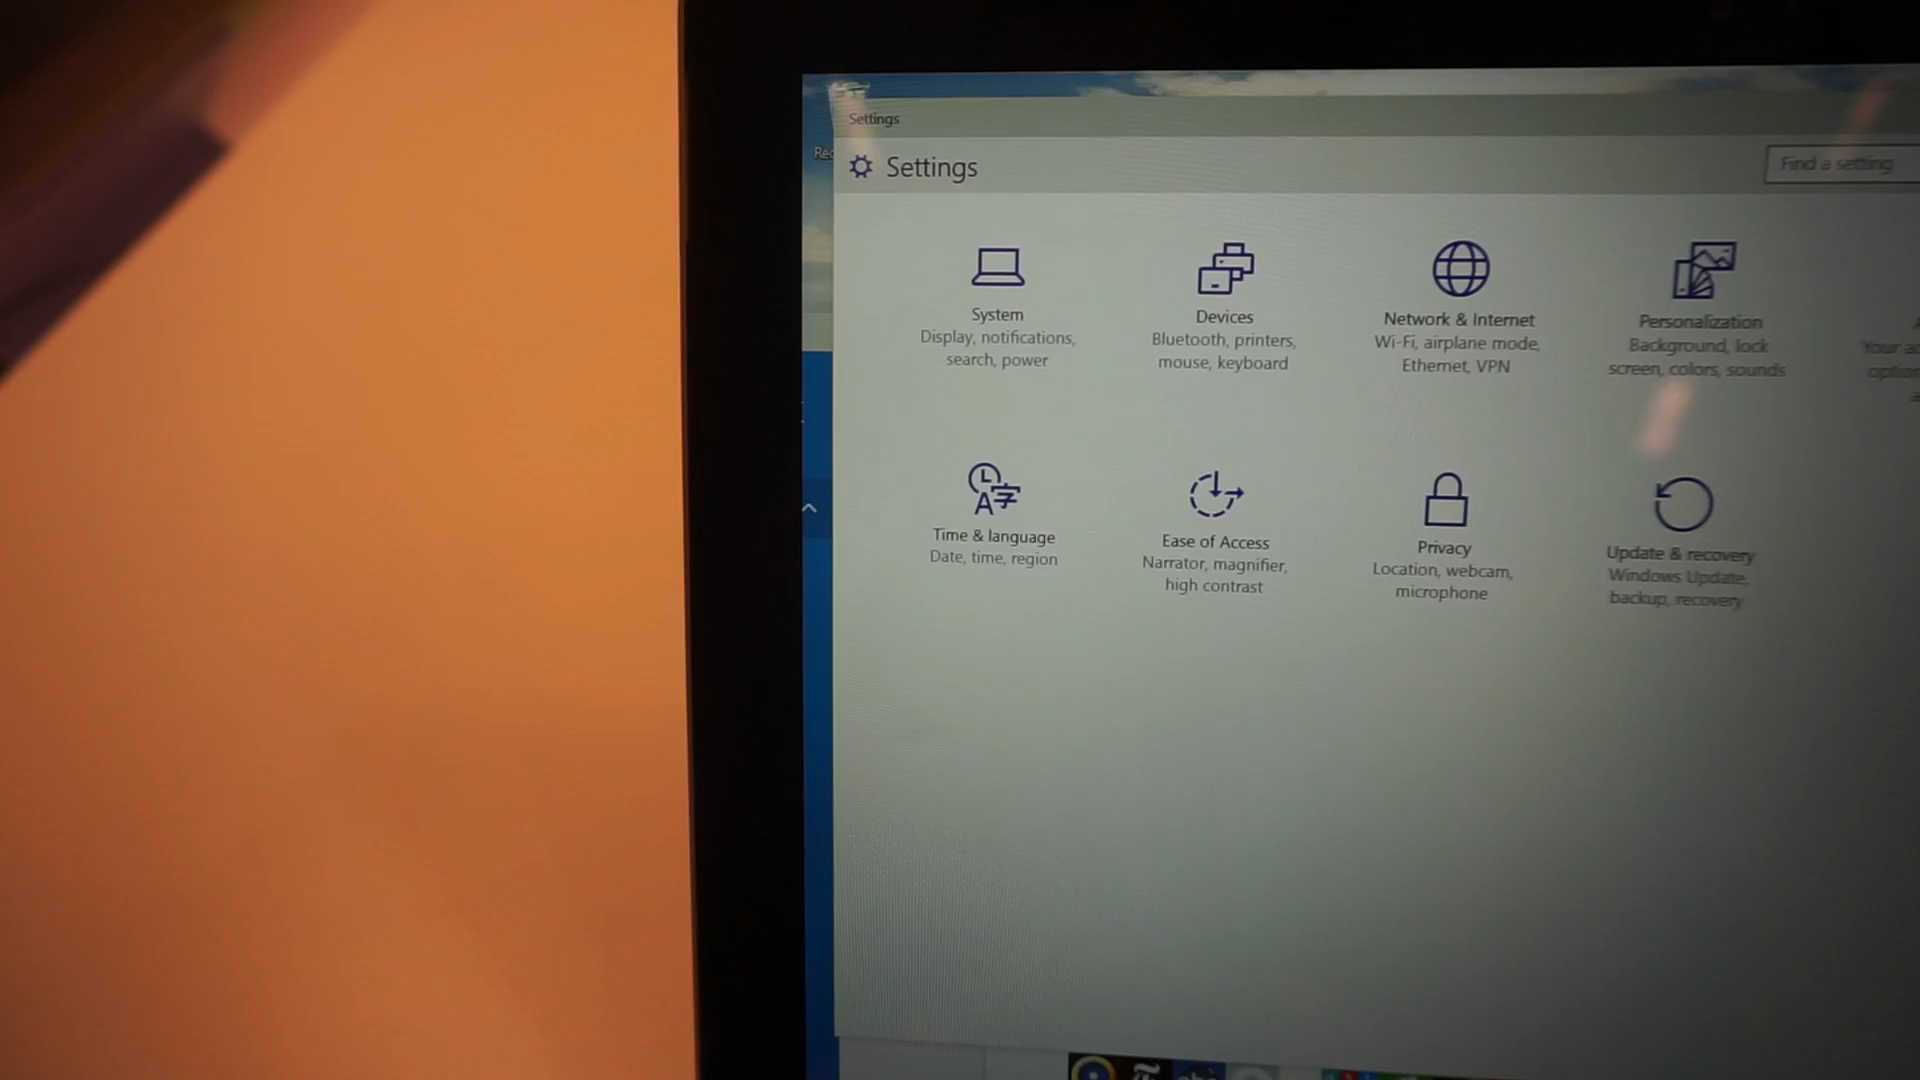 Settings
Settings
Find a setting
System
Display, notifications,
search, power
Devices
Bluetooth, printers,
mouse, keyboard
Network & Internet
Wi-Fi, airplane mode,
Ethernet, VPN
Personalization
Background, lock
screen, colors, sounds
Your
Time & language
Date, time, region
Ease of Access
Narrator, magnifier,
high contrast
Privacy
Location, webcam,
microphone
Update & recovery
Windows Update,
backup, recovery